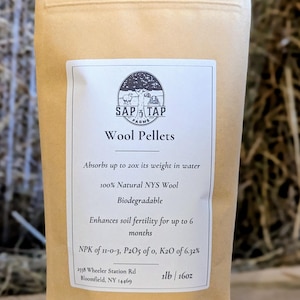 SAP TAP
FARMS
Wool Pellets
Absorbs up to 20x its weight in water
100% Natural NYS Wool
Biodegradable
Enhances soil fertility for up to 6
months
NPK of 11-0-3, P2O5 of 0, K2O of 6.32%
1938 Wheeler Station Rd
Bloomfield, NY 14469
1lb | 16oz